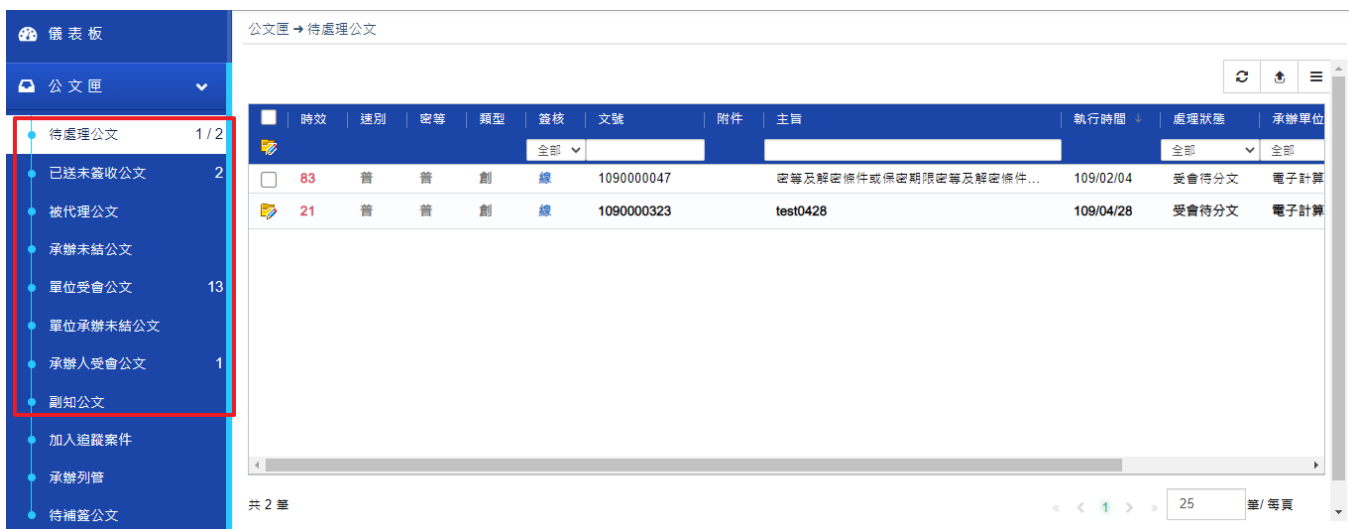 儀表板
公文匣
待處理公文 1 / 2
已送未簽收公文 2
被代理公文
承辦未結公文
單位受會公文 13
單位承辦未結公文
承辦人受會公文 1
副知公文
加入追蹤案件
承辦列管
待補簽公文
公文匣 ➔ 待處理公文
時效 速別 密等 類型 簽核 文號 附件 主旨 執行時間 ↓ 處理狀態 承辦單位
全部 全部 全部
83 普 普 創 線 1090000047 密等及解密條件或保密期限密等及解密條件... 109/02/04 受會待分文 電子計算
21 普 普 創 線 1090000323 test0428 109/04/28 受會待分文 電子計算
共 2 筆 « < 1 > » 25 筆/ 每頁